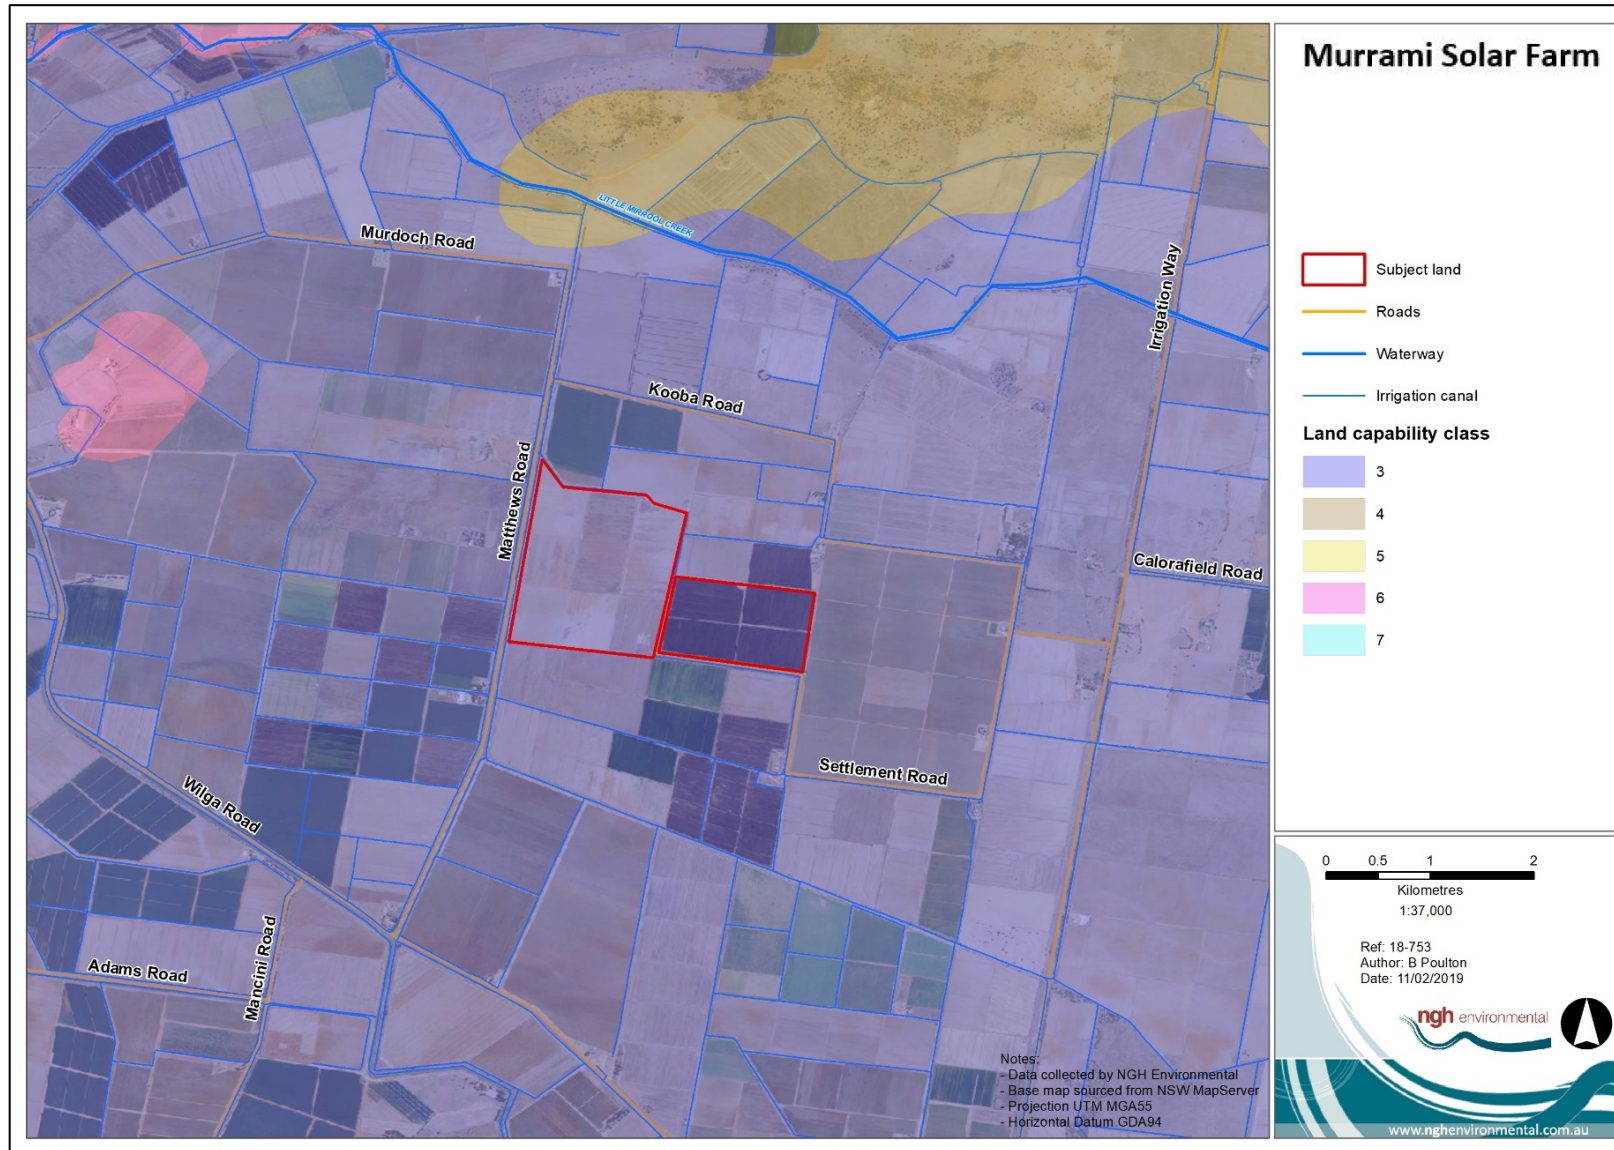 Murrami Solar Farm
LITTLE MIRROOL CREEK
Murdoch Road
Irrigation Way
Kooba Road
Matthews Road
Calorafield Road
Settlement Road
Wilga Road
Mancini Road
Adams Road
Subject land
Roads
Waterway
Irrigation canal
Land capability class
3
4
5
6
7
0 0.5 1 2
Kilometres
1:37,000
Ref: 18-753
Author: B Poulton
Date: 11/02/2019
ngh environmental
www.nghenvironmental.com.au
Notes:
- Data collected by NGH Environmental
- Base map sourced from NSW MapServer
- Projection UTM MGA55
- Horizontal Datum GDA94